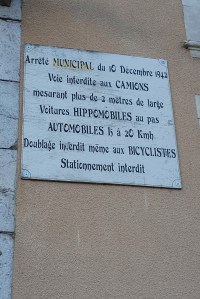 Arrêté MUNICIPAL du 10 Décembre 1942
Voie interdite aux CAMIONS
mesurant plus de 2 mètres de large
Voitures HIPPOMOBILES au pas
AUTOMOBILES à 20 Kmh
Doublage interdit même aux BICYCLISTES
Stationnement interdit